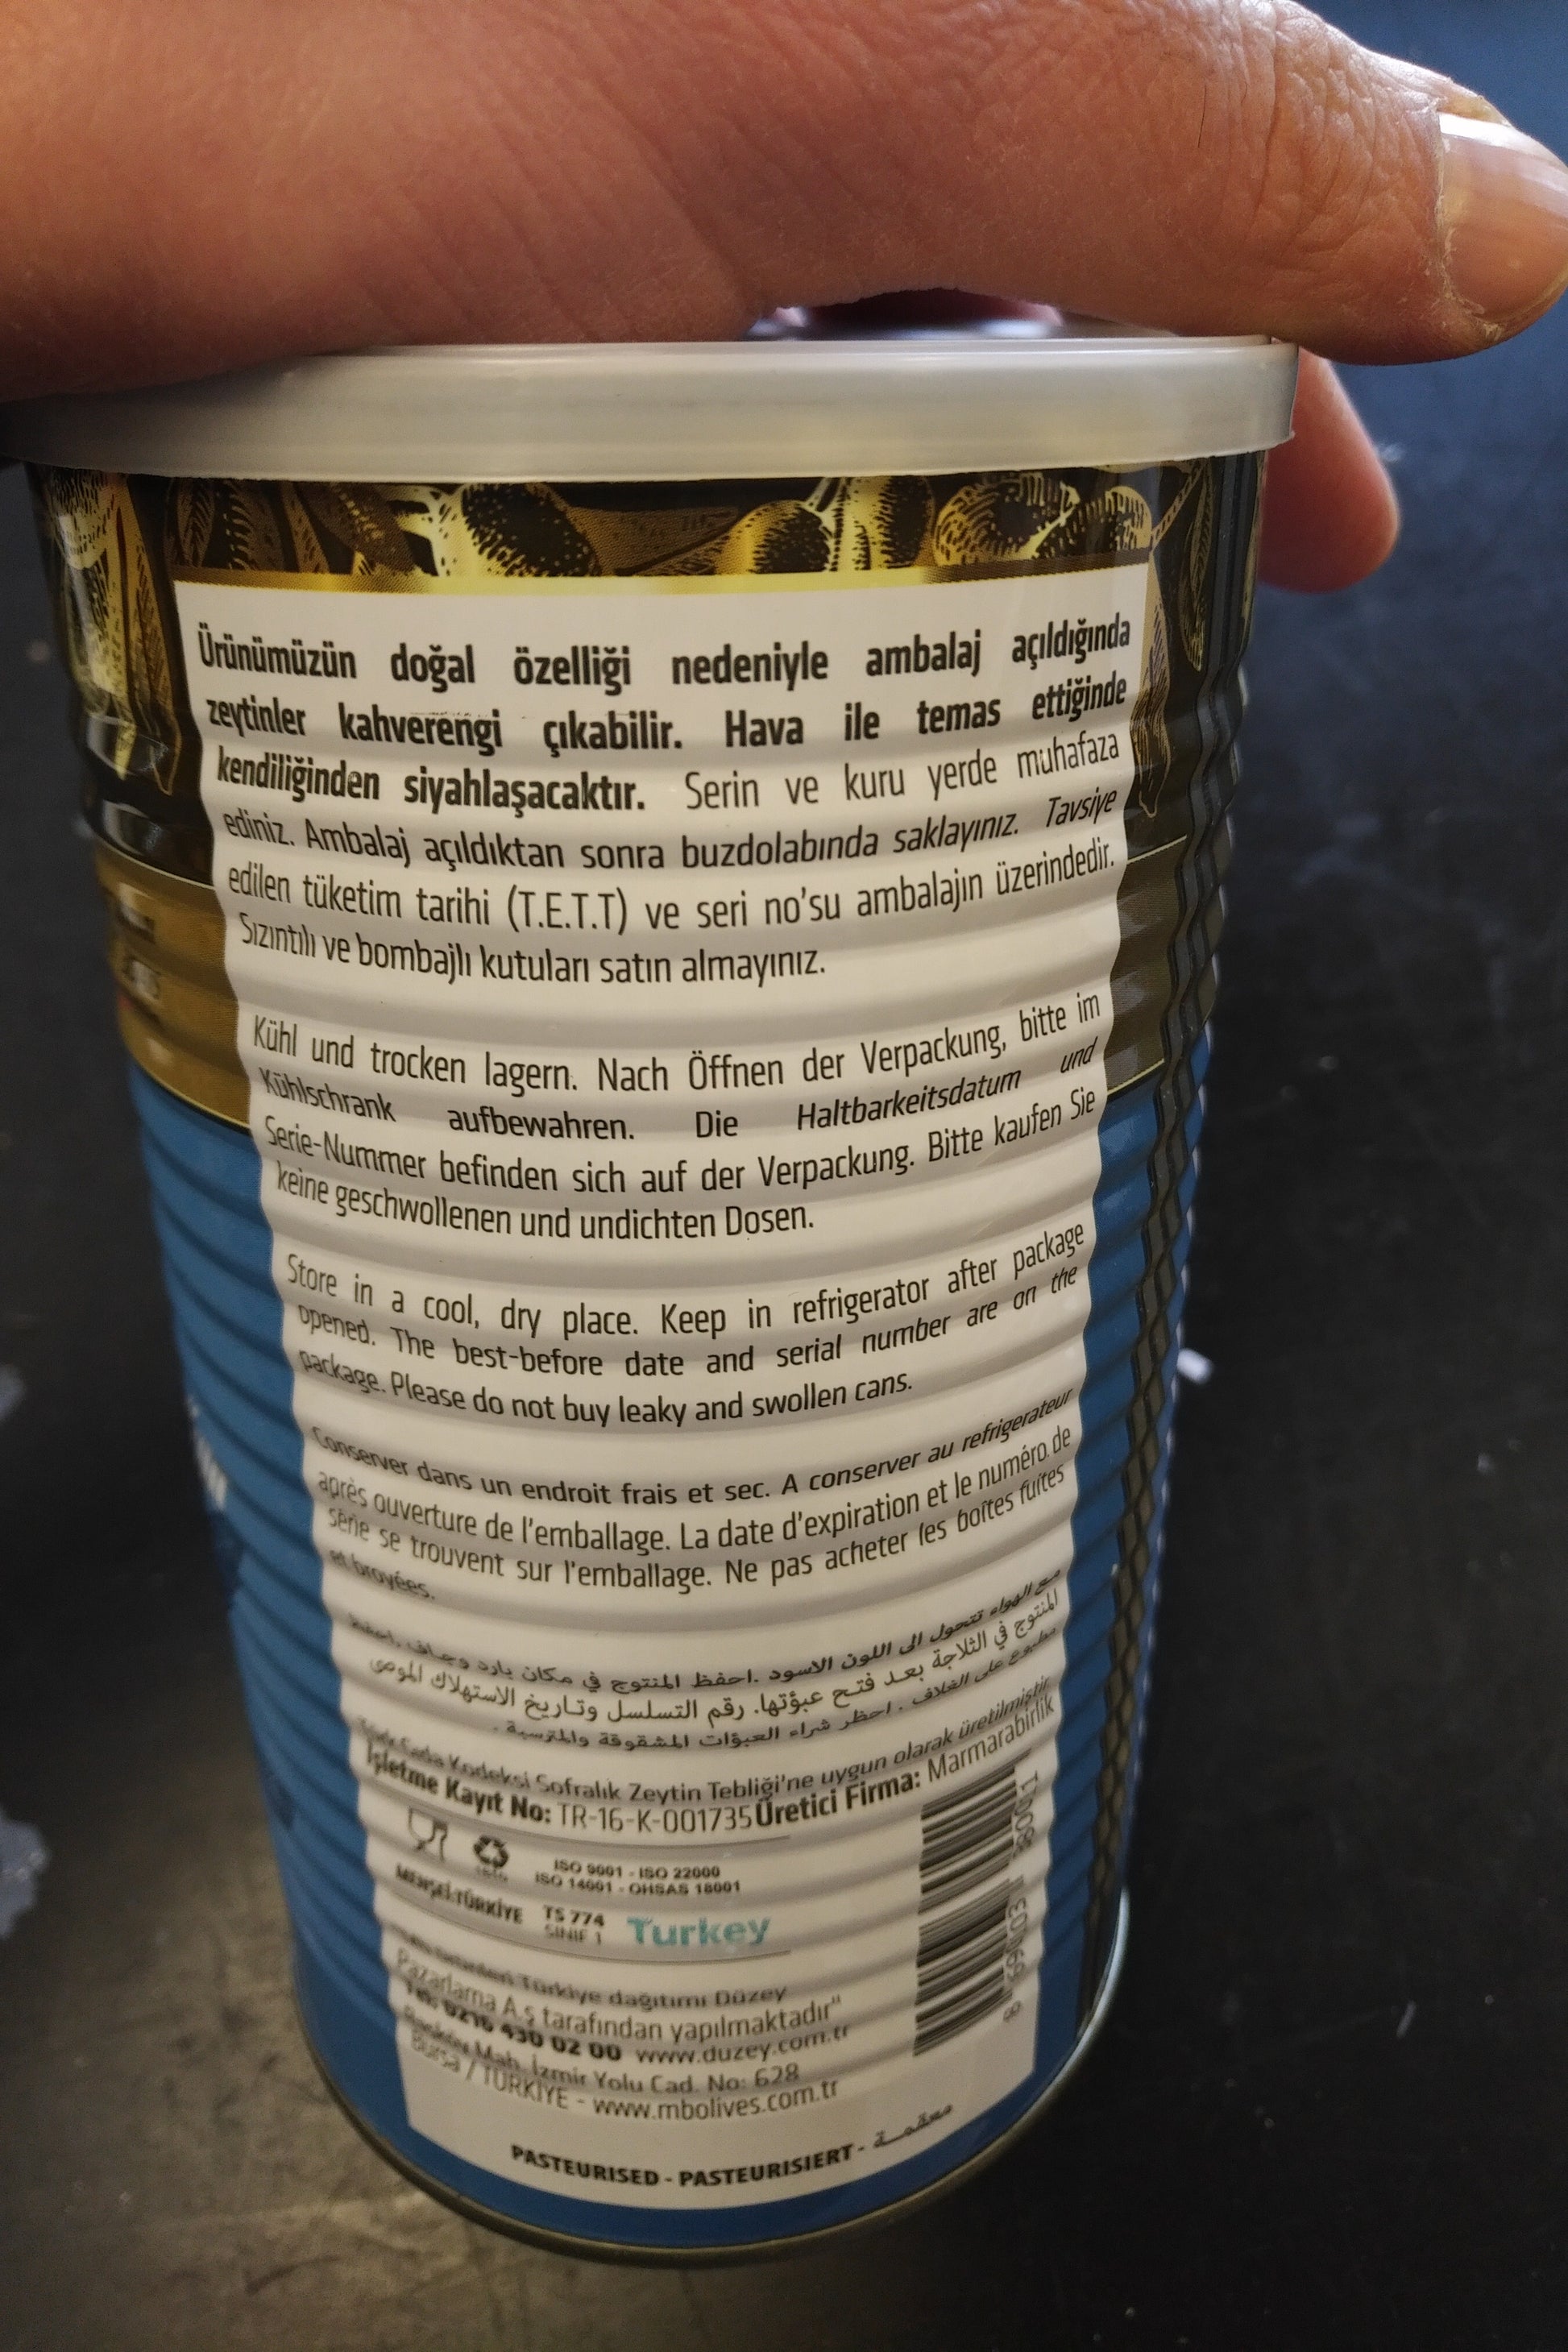 Ürünümüzün doğal özelliği nedeniyle ambalaj açıldığında
zeytinler kahverengi çıkabilir. Hava ile temas ettiğinde
kendiliğinden siyahlaşacaktır. Serin ve kuru yerde muhafaza
ediniz. Ambalaj açıldıktan sonra buzdolabında saklayınız. Tavsiye
edilen tüketim tarihi (T.E.T.T) ve seri no'su ambalajın üzerindedir.
Sızıntılı ve bombajlı kutuları satın almayınız.
Kühl und trocken lagern. Nach Öffnen der Verpackung, bitte im
Kühlschrank aufbewahren. Die Haltbarkeitsdatum und
Serie-Nummer befinden sich auf der Verpackung. Bitte kaufen Sie
keine geschwollenen und undichten Dosen.
Store in a cool, dry place. Keep in refrigerator after package
opened. The best-before date and serial number are on the
package. Please do not buy leaky and swollen cans.
Conserver dans un endroit frais et sec. A conserver au refrigerateur
après ouverture de l'emballage. La date d'expiration et le numéro de
série se trouvent sur l'emballage. Ne pas acheter les boîtes fuîtes
et broyées.
مع الهواء تتحول الى اللون الاسود .احفظ المنتوج في مكان بارد وجاف .احفظ
المنتوج في الثلاجة بعد فتح عبؤتها. رقم التسلسل وتاريخ الاستهلاك الموصى
مطبوع على الغلاف . احظر شراء العبؤات المشقوقة والمترسبة .
Kodeksi Sofralık Zeytin Tebliği'ne uygun olarak üretilmiştir
İşletme Kayıt No: TR-16-K-001735 Üretici Firma: Marmarabirlik
ISO 9001 - ISO 22000
ISO 14001 - OHSAS 18001
MENŞEİ:TÜRKİYE TS 774
SINIF 1
Turkey
Türkiye dağıtımı Düzey
Pazarlama A.ş tarafından yapılmaktadır"
Tel: 0216 430 02 00 www.duzey.com.tr
Mah. İzmir Yolu Cad. No: 628
Bursa / TÜRKİYE - www.mbolives.com.tr
PASTEURISED - PASTEURISIERT - معقمة